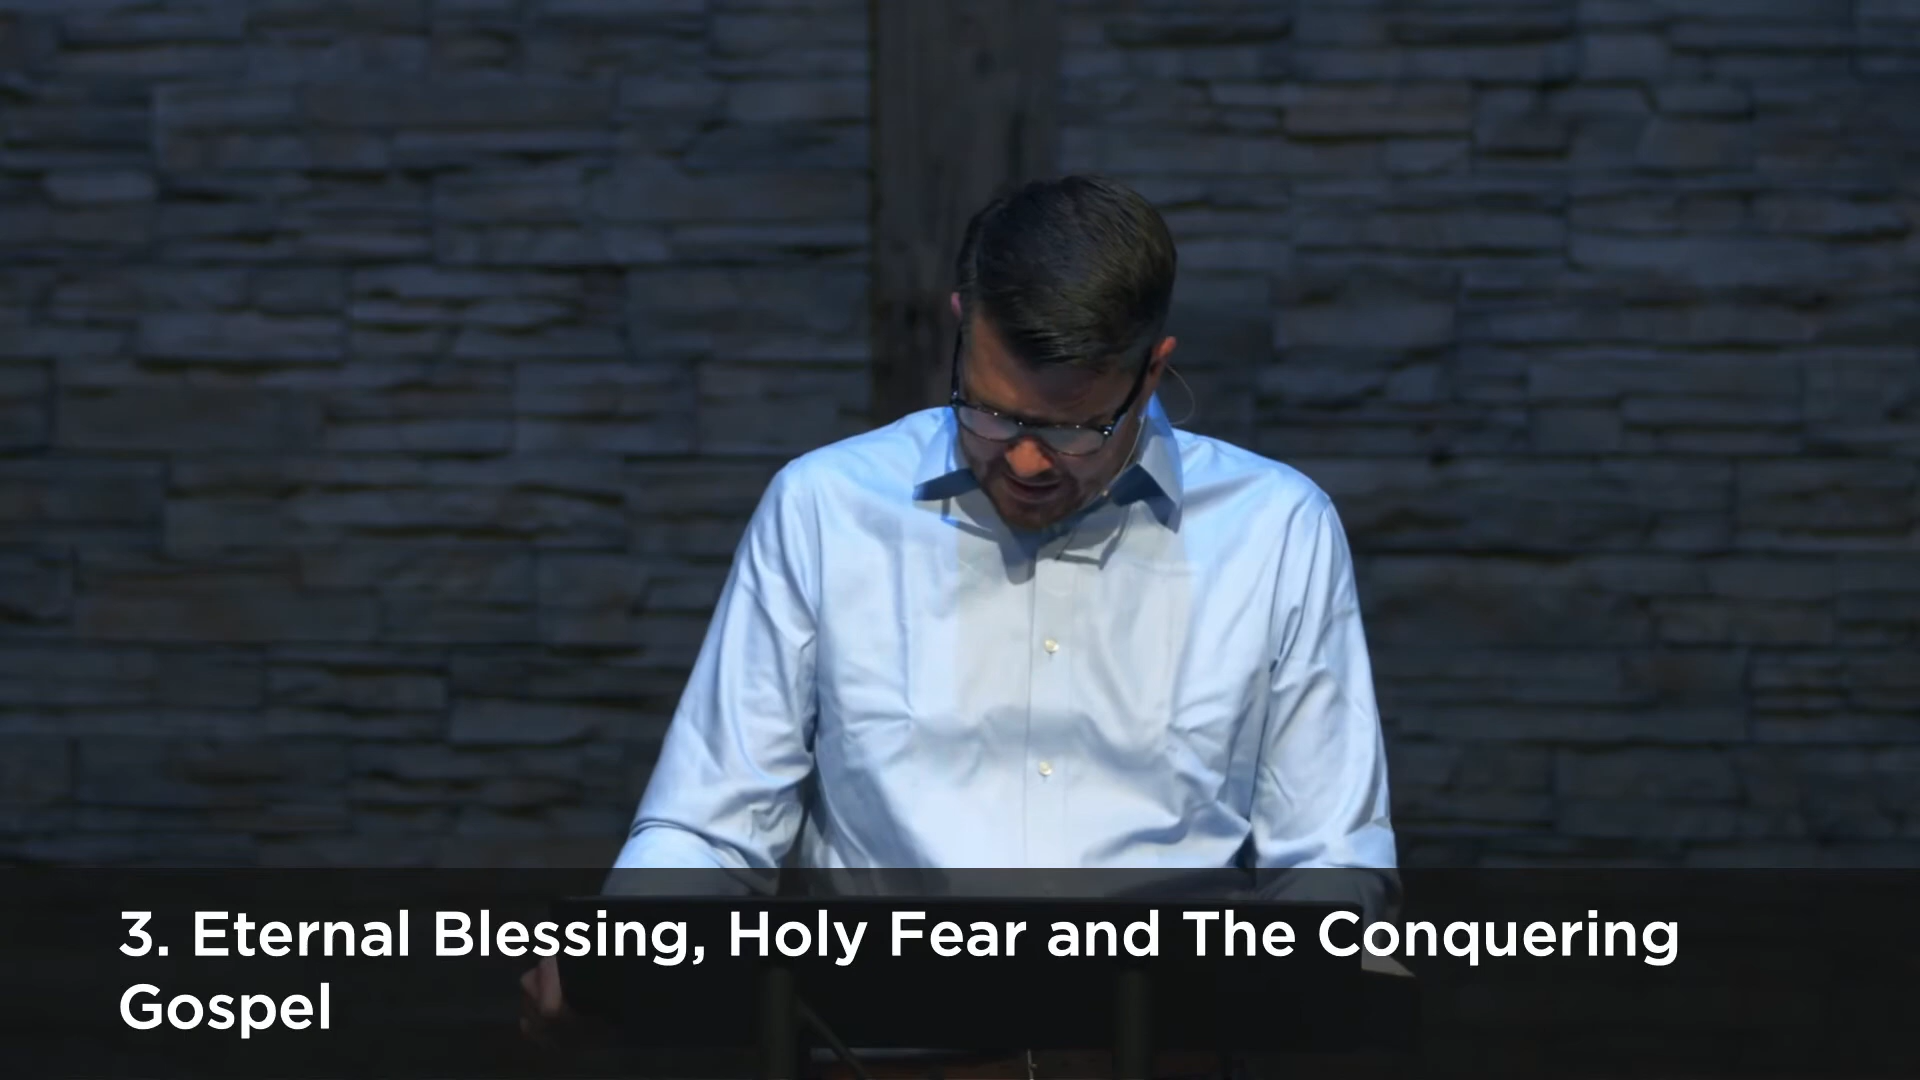 3. Eternal Blessing, Holy Fear and The Conquering
Gospel